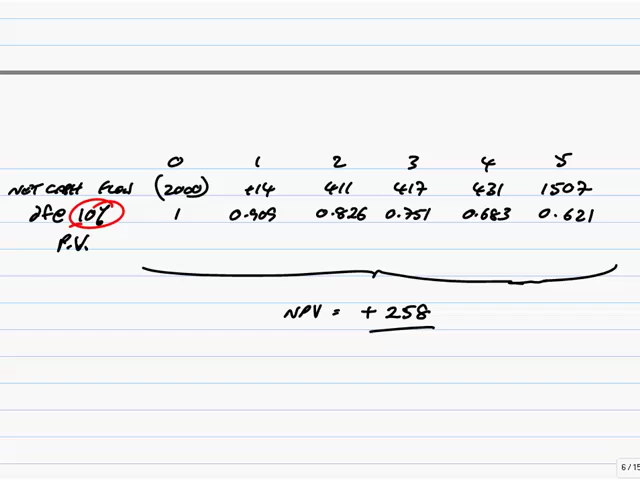 0 1 2 3 4 5
NET CASH FLOW (2000) 414 411 417 431 1507
dfe 10% 1 0.909 0.826 0.751 0.683 0.621
P.V.
NPV = + 258
6 / 15